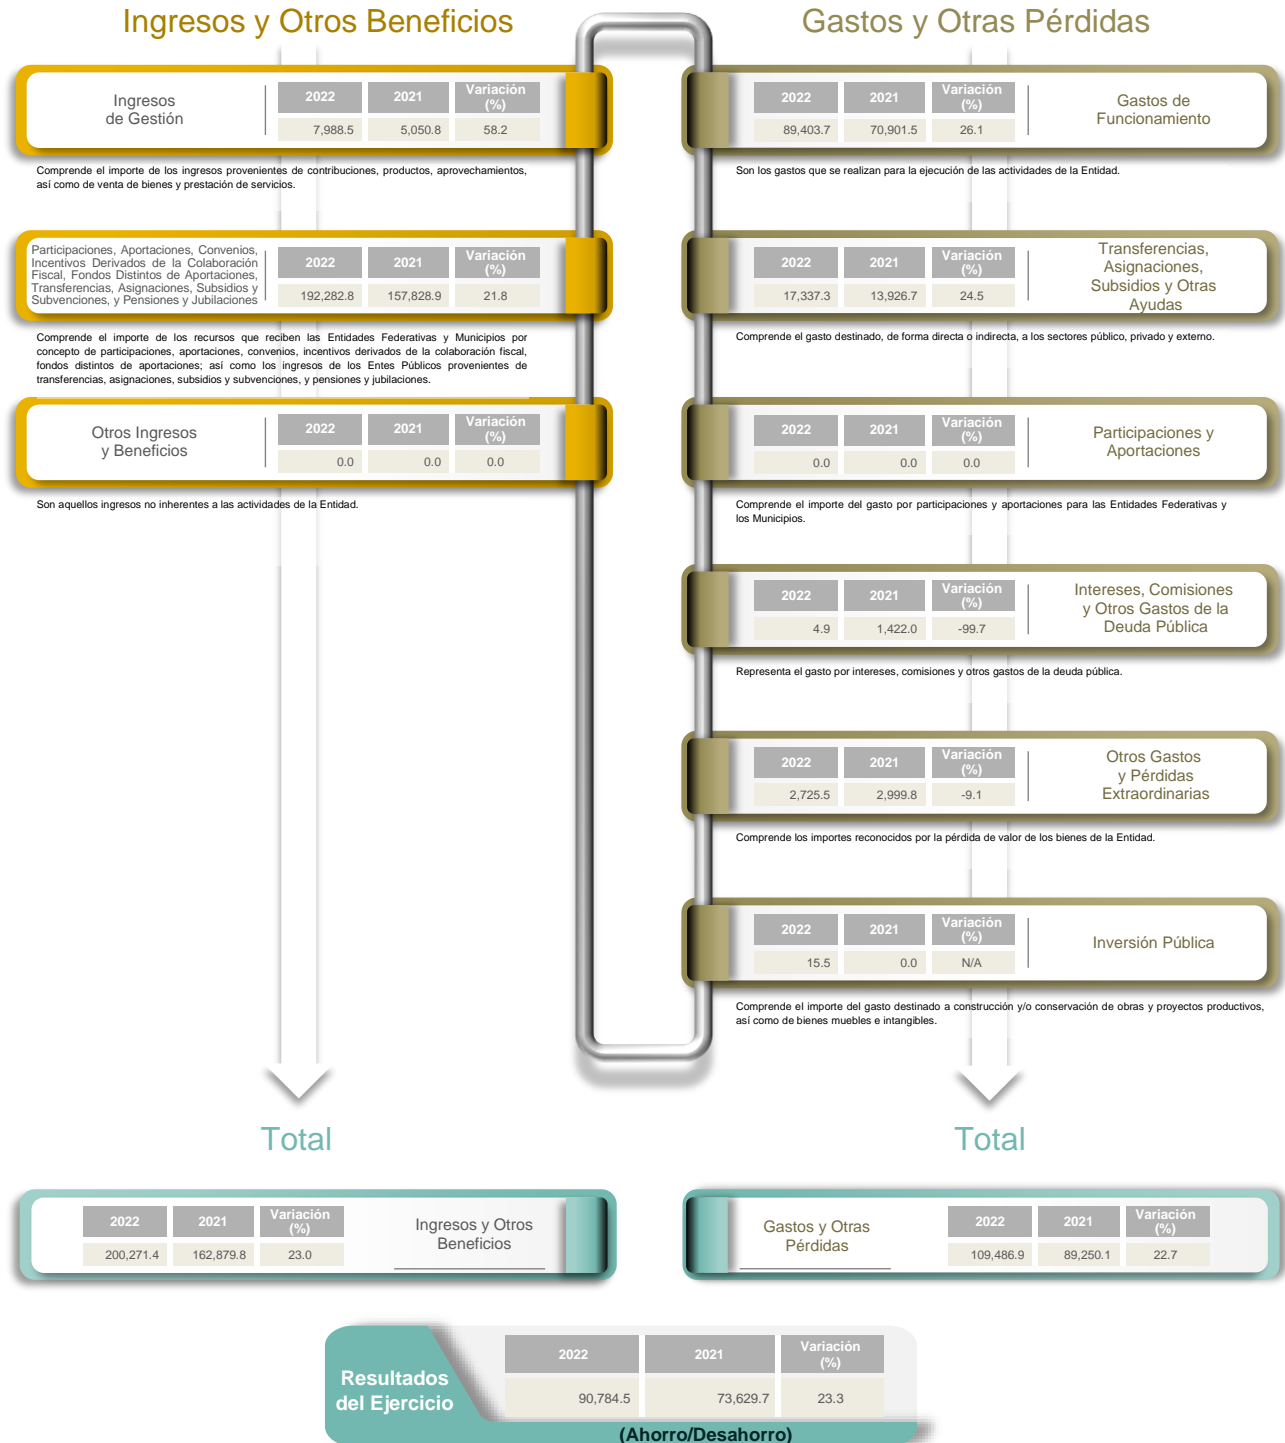 Ingresos y Otros Beneficios
Ingresos
de Gestión
2022 2021 Variación
(%)
7,988.5 5,050.8 58.2
Comprende el importe de los ingresos provenientes de contribuciones, productos, aprovechamientos,
así como de venta de bienes y prestación de servicios.
Participaciones, Aportaciones, Convenios,
Incentivos Derivados de la Colaboración
Fiscal, Fondos Distintos de Aportaciones,
Transferencias, Asignaciones, Subsidios y
Subvenciones, y Pensiones y Jubilaciones
2022 2021 Variación
(%)
192,282.8 157,828.9 21.8
Comprende el importe de los recursos que reciben las Entidades Federativas y Municipios por
concepto de participaciones, aportaciones, convenios, incentivos derivados de la colaboración fiscal,
fondos distintos de aportaciones; así como los ingresos de los Entes Públicos provenientes de
transferencias, asignaciones, subsidios y subvenciones, y pensiones y jubilaciones.
Otros Ingresos
y Beneficios
2022 2021 Variación
(%)
0.0 0.0 0.0
Son aquellos ingresos no inherentes a las actividades de la Entidad.
Total
2022 2021 Variación
(%)
200,271.4 162,879.8 23.0
Ingresos y Otros
Beneficios
Gastos y Otras Pérdidas
2022 2021 Variación
(%)
89,403.7 70,901.5 26.1
Gastos de
Funcionamiento
Son los gastos que se realizan para la ejecución de las actividades de la Entidad.
2022 2021 Variación
(%)
17,337.3 13,926.7 24.5
Transferencias,
Asignaciones,
Subsidios y Otras
Ayudas
Comprende el gasto destinado, de forma directa o indirecta, a los sectores público, privado y externo.
2022 2021 Variación
(%)
0.0 0.0 0.0
Participaciones y
Aportaciones
Comprende el importe del gasto por participaciones y aportaciones para las Entidades Federativas y
los Municipios.
2022 2021 Variación
(%)
4.9 1,422.0 -99.7
Intereses, Comisiones
y Otros Gastos de la
Deuda Pública
Representa el gasto por intereses, comisiones y otros gastos de la deuda pública.
2022 2021 Variación
(%)
2,725.5 2,999.8 -9.1
Otros Gastos
y Pérdidas
Extraordinarias
Comprende los importes reconocidos por la pérdida de valor de los bienes de la Entidad.
2022 2021 Variación
(%)
15.5 0.0 N/A
Inversión Pública
Comprende el importe del gasto destinado a construcción y/o conservación de obras y proyectos productivos,
así como de bienes muebles e intangibles.
Total
Gastos y Otras
Pérdidas
2022 2021 Variación
(%)
109,486.9 89,250.1 22.7
Resultados
del Ejercicio
2022 2021 Variación
(%)
90,784.5 73,629.7 23.3
(Ahorro/Desahorro)